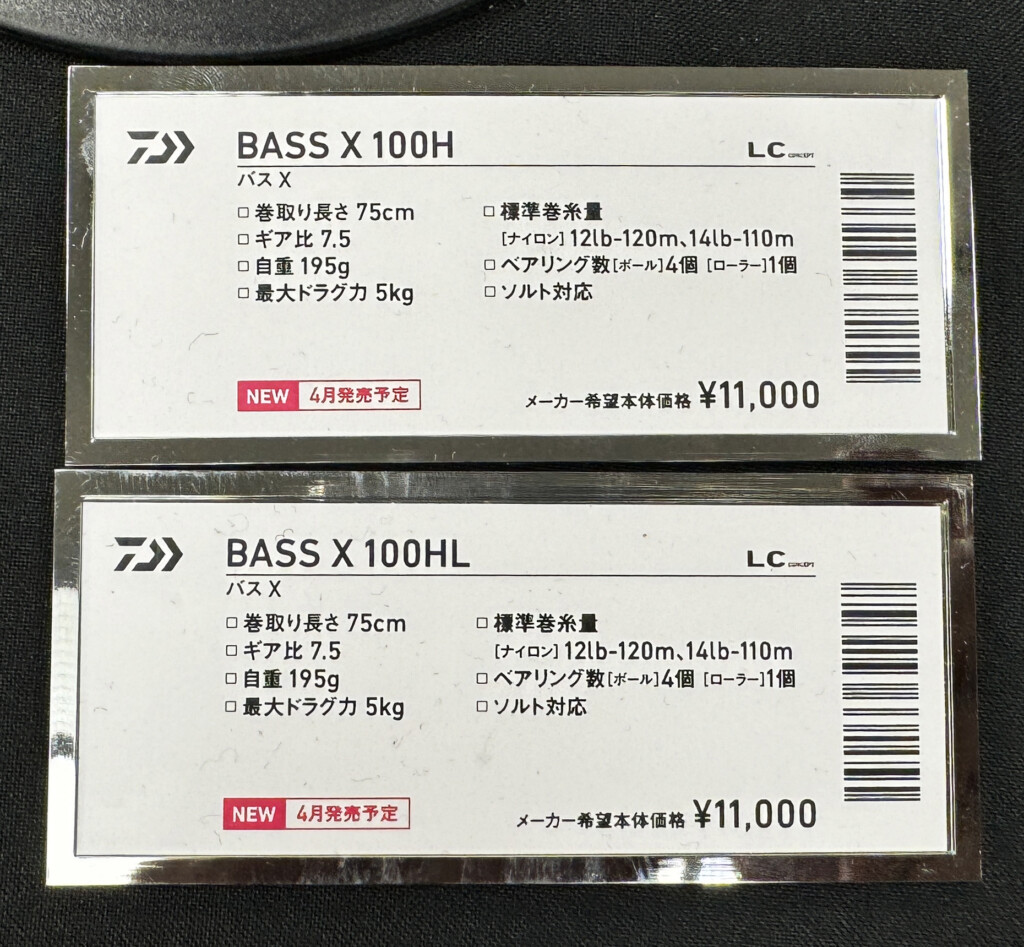 BASS X 100H
LC CONCEPT
バス X
□ 巻取り長さ 75cm
□ ギア比 7.5
□ 自重 195g
□ 最大ドラグ力 5kg
□ 標準巻糸量
[ナイロン] 12lb-120m、14lb-110m
□ ベアリング数[ボール]4個 [ローラー]1個
□ ソルト対応
NEW 4月発売予定
メーカー希望本体価格 ¥11,000
BASS X 100HL
LC CONCEPT
バス X
□ 巻取り長さ 75cm
□ ギア比 7.5
□ 自重 195g
□ 最大ドラグ力 5kg
□ 標準巻糸量
[ナイロン] 12lb-120m、14lb-110m
□ ベアリング数[ボール]4個 [ローラー]1個
□ ソルト対応
NEW 4月発売予定
メーカー希望本体価格 ¥11,000